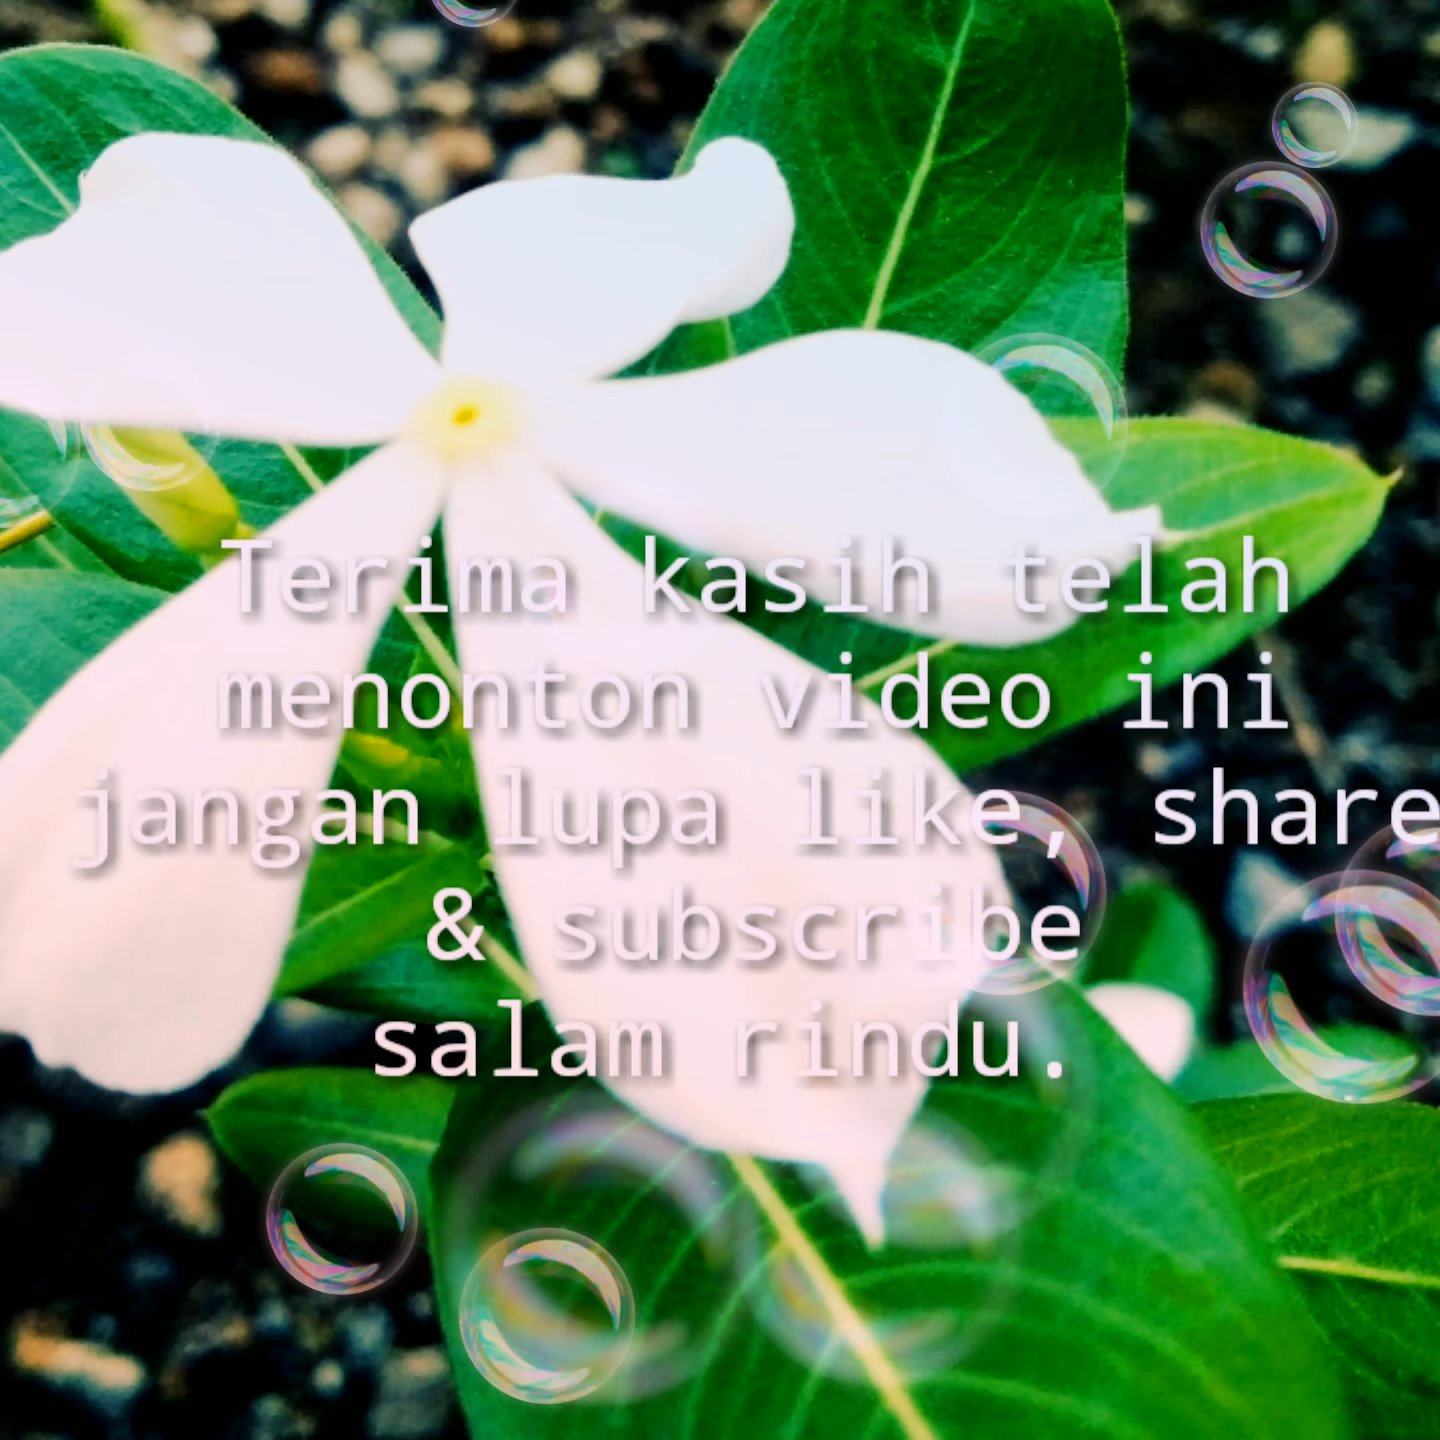 Terima kasih telah
menonton video ini
jangan lupa like, share
& subscribe
salam rindu.